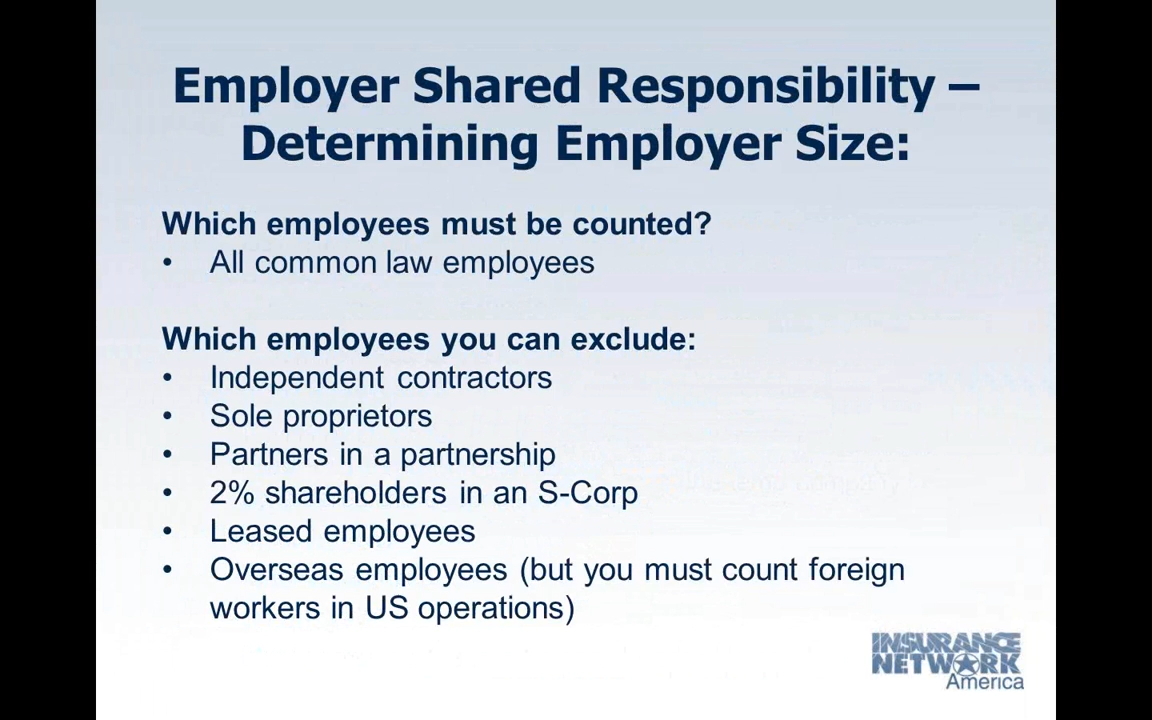 Employer Shared Responsibility –
Determining Employer Size:
Which employees must be counted?
• All common law employees
Which employees you can exclude:
• Independent contractors
• Sole proprietors
• Partners in a partnership
• 2% shareholders in an S-Corp
• Leased employees
• Overseas employees (but you must count foreign
workers in US operations)
INSURANCE
NETWORK
America